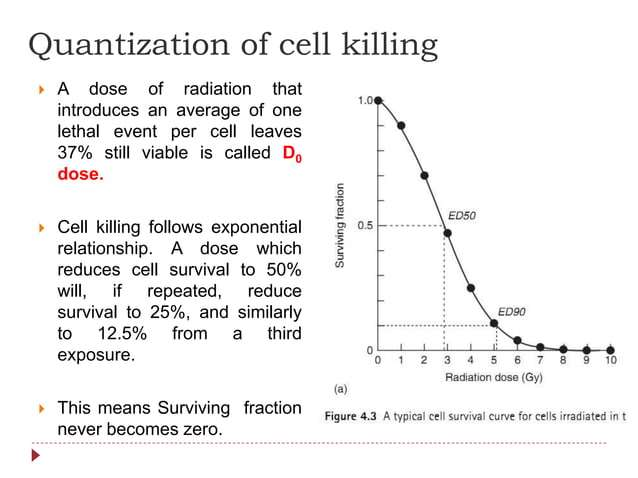 Quantization of cell killing
A dose of radiation that
introduces an average of one
lethal event per cell leaves
37% still viable is called D0
dose.
Cell killing follows exponential
relationship. A dose which
reduces cell survival to 50%
will, if repeated, reduce
survival to 25%, and similarly
to 12.5% from a third
exposure.
This means Surviving fraction
never becomes zero.
1.0
0.5
0
Surviving fraction
ED50
ED90
0 1 2 3 4 5 6 7 8 9 10
Radiation dose (Gy)
(a)
Figure 4.3 A typical cell survival curve for cells irradiated in t